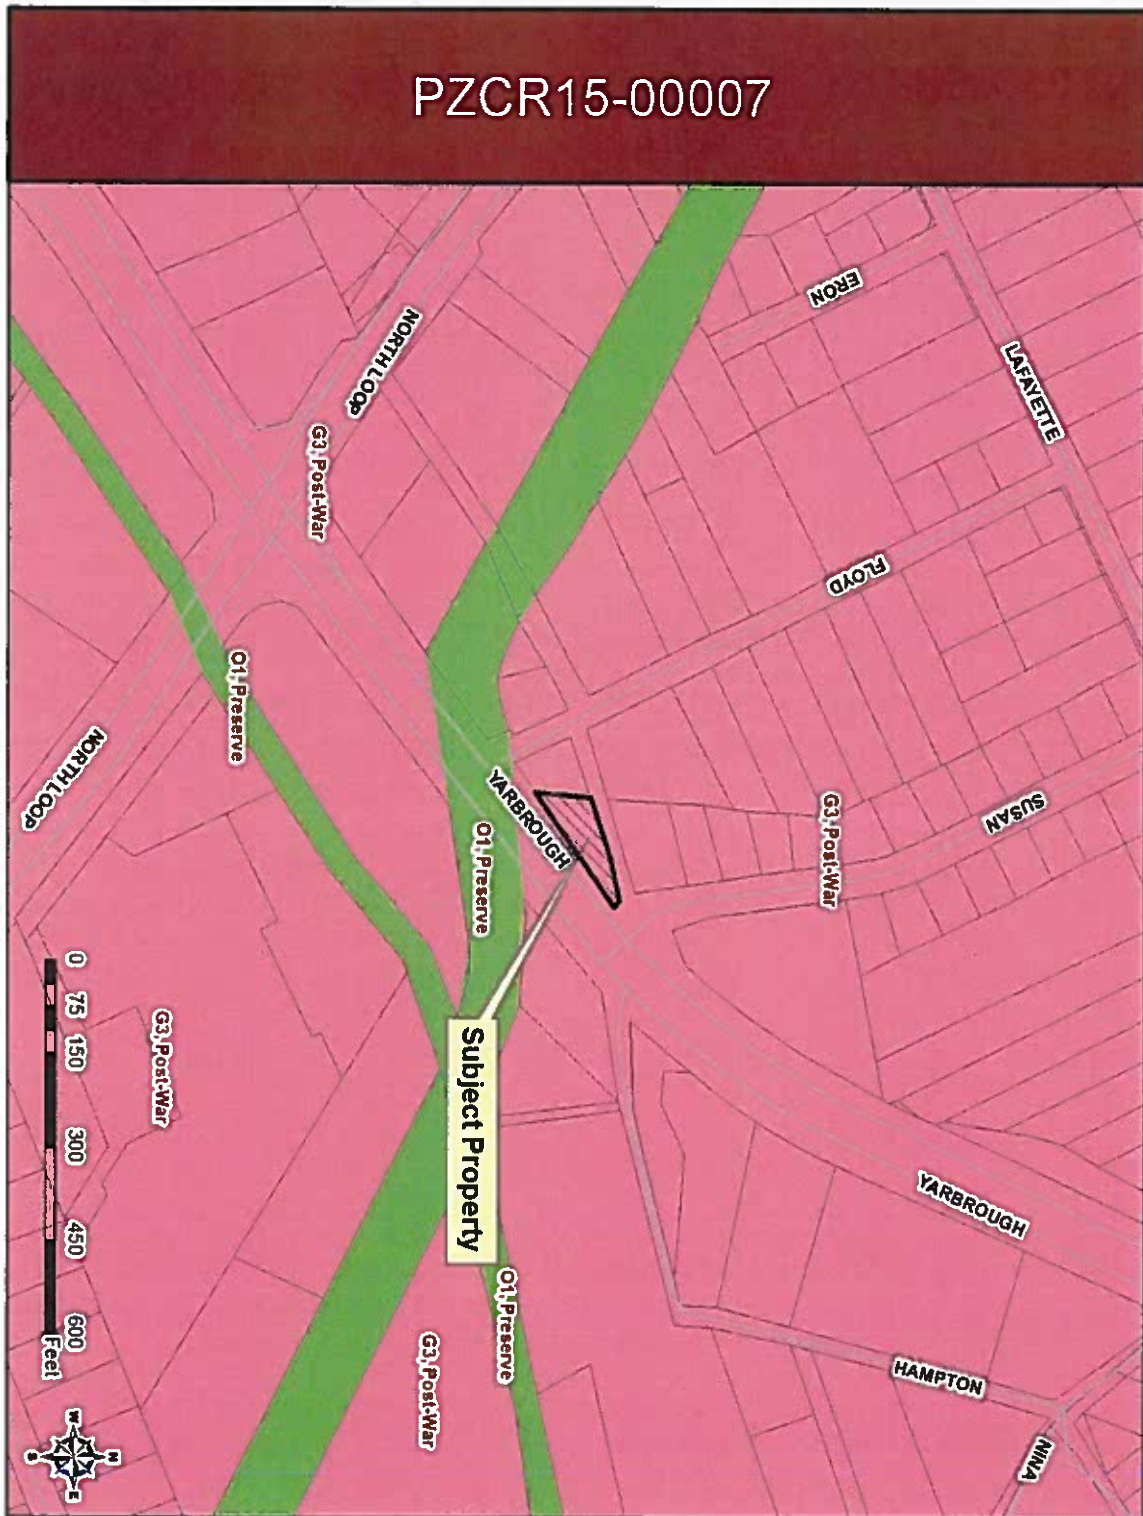 PZCR15-00007
ERON
LAFAYETTE
NORTH LOOP
G3, Post-War
FLOYD
O1, Preserve
NORTH LOOP
YARBROUGH
O1, Preserve
G3, Post-War
SUSAN
Subject Property
G3, Post-War
YARBROUGH
O1, Preserve
G3, Post-War
HAMPTON
NINA
0 75 150 300 450 600
Feet
N
W
E
S